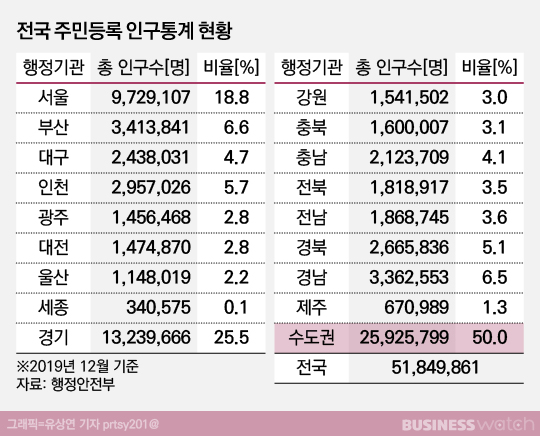 전국 주민등록 인구통계 현황
행정기관 총 인구수[명] 비율[%]
서울 9,729,107 18.8
부산 3,413,841 6.6
대구 2,438,031 4.7
인천 2,957,026 5.7
광주 1,456,468 2.8
대전 1,474,870 2.8
울산 1,148,019 2.2
세종 340,575 0.1
경기 13,239,666 25.5
※2019년 12월 기준
자료: 행정안전부
행정기관 총 인구수[명] 비율[%]
강원 1,541,502 3.0
충북 1,600,007 3.1
충남 2,123,709 4.1
전북 1,818,917 3.5
전남 1,868,745 3.6
경북 2,665,836 5.1
경남 3,362,553 6.5
제주 670,989 1.3
수도권 25,925,799 50.0
전국 51,849,861
그래픽=유상연 기자 prtsy201@
BUSINESS watch